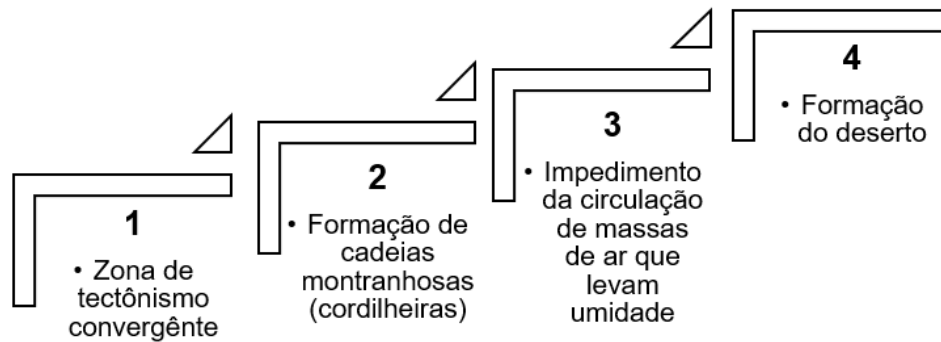 1
• Zona de
tectônismo
convergênte
2
• Formação de
cadeias
montranhosas
(cordilheiras)
3
• Impedimento
da circulação
de massas
de ar que
levam
umidade
4
• Formação
do deserto